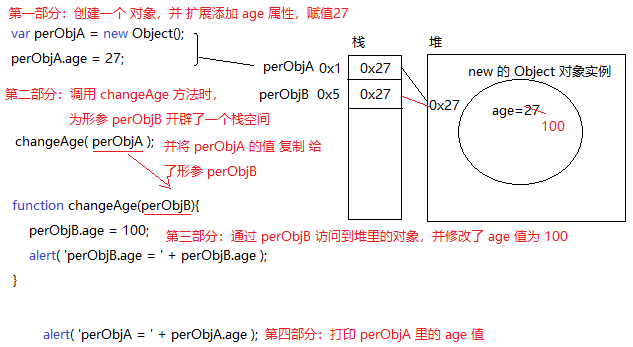 第一部分：创建一个 对象，并 扩展添加 age 属性，赋值27
var perObjA = new Object();
perObjA.age = 27;
第二部分：调用 changeAge 方法时，
为形参 perObjB 开辟了一个栈空间
changeAge( perObjA ); 并将 perObjA 的值 复制 给
了形参 perObjB
function changeAge(perObjB){
perObjB.age = 100; 第三部分：通过 perObjB 访问到堆里的对象，并修改了 age 值为 100
alert( 'perObjB.age = ' + perObjB.age );
}
alert( 'perObjA = ' + perObjA.age ); 第四部分：打印 perObjA 里的 age 值
栈 堆
perObjA 0x1 0x27
perObjB 0x5 0x27
0x27
new 的 Object 对象实例
age=27
100